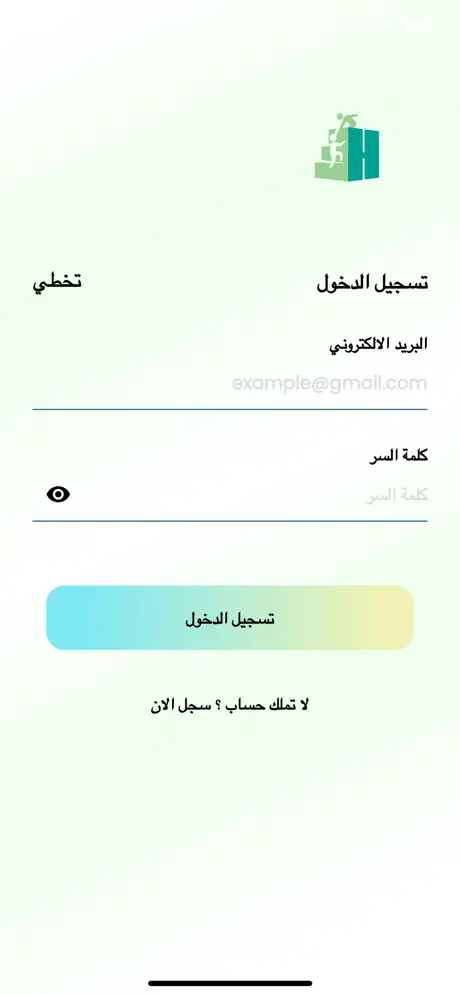 H
تسجيل الدخول
تخطي
البريد الالكتروني
example@gmail.com
كلمة السر
كلمة السر
تسجيل الدخول
لا تملك حساب ؟ سجل الان